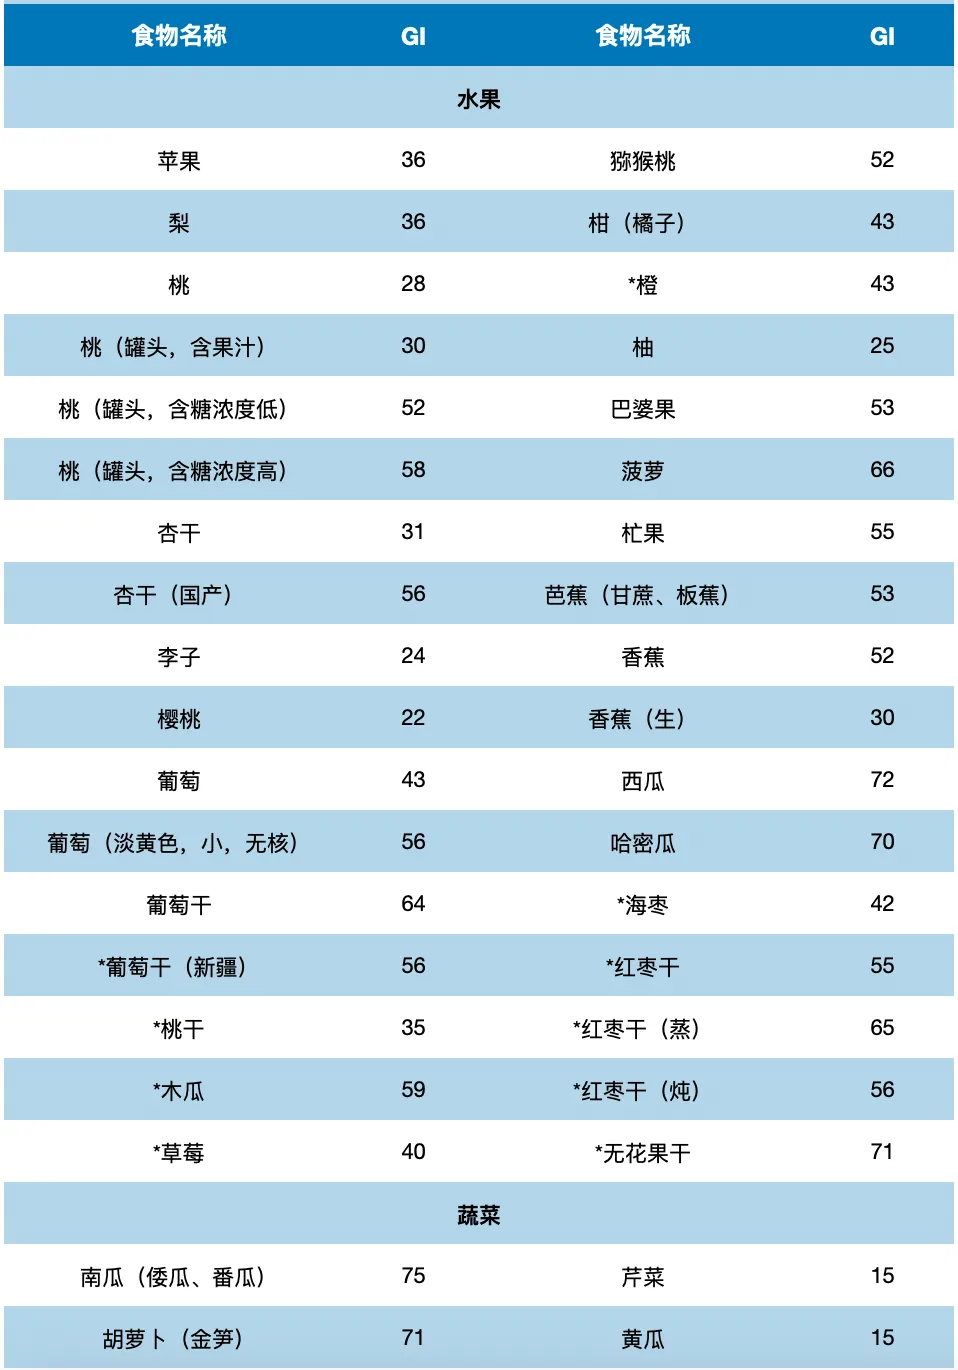 食物名称 GI 食物名称 GI
水果
苹果 36 猕猴桃 52
梨 36 柑（橘子） 43
桃 28 *橙 43
桃（罐头，含果汁） 30 柚 25
桃（罐头，含糖浓度低） 52 巴婆果 53
桃（罐头，含糖浓度高） 58 菠萝 66
杏干 31 杧果 55
杏干（国产） 56 芭蕉（甘蔗、板蕉） 53
李子 24 香蕉 52
樱桃 22 香蕉（生） 30
葡萄 43 西瓜 72
葡萄（淡黄色，小，无核） 56 哈密瓜 70
葡萄干 64 *海枣 42
*葡萄干（新疆） 56 *红枣干 55
*桃干 35 *红枣干（蒸） 65
*木瓜 59 *红枣干（炖） 56
*草莓 40 *无花果干 71
蔬菜
南瓜（倭瓜、番瓜） 75 芹菜 15
胡萝卜（金笋） 71 黄瓜 15